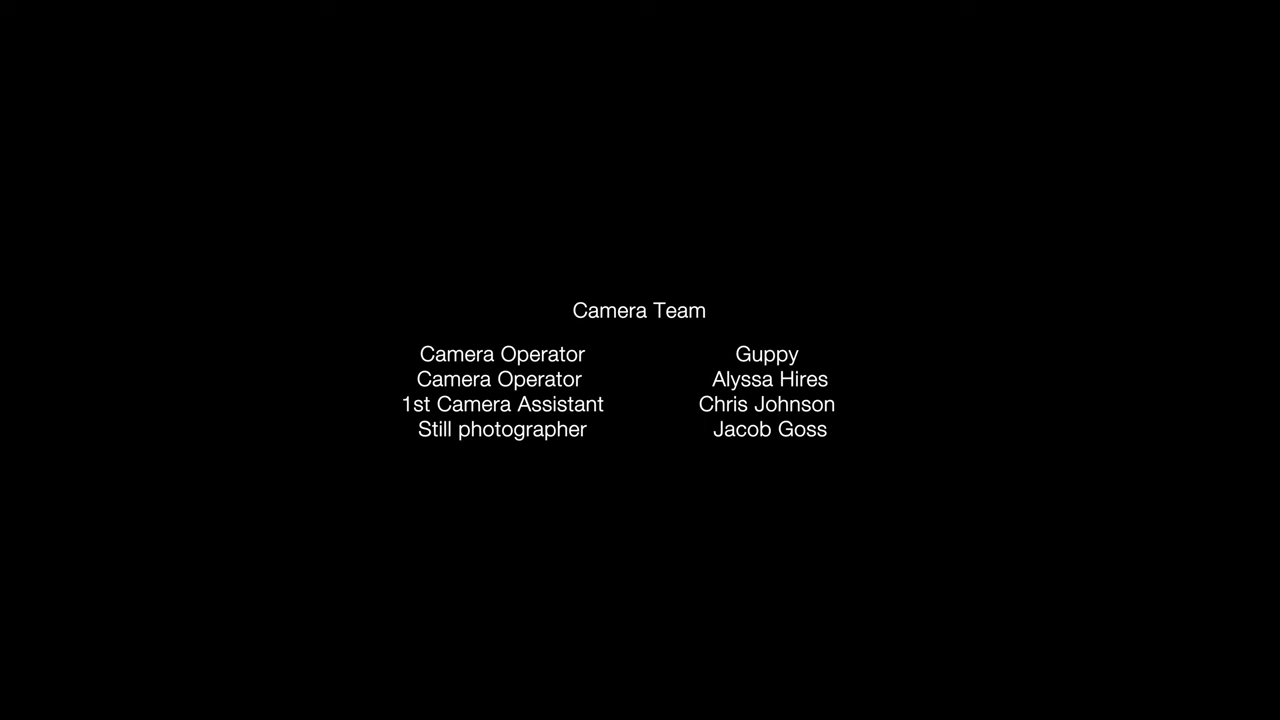 Camera Team
Camera Operator Guppy
Camera Operator Alyssa Hires
1st Camera Assistant Chris Johnson
Still photographer Jacob Goss